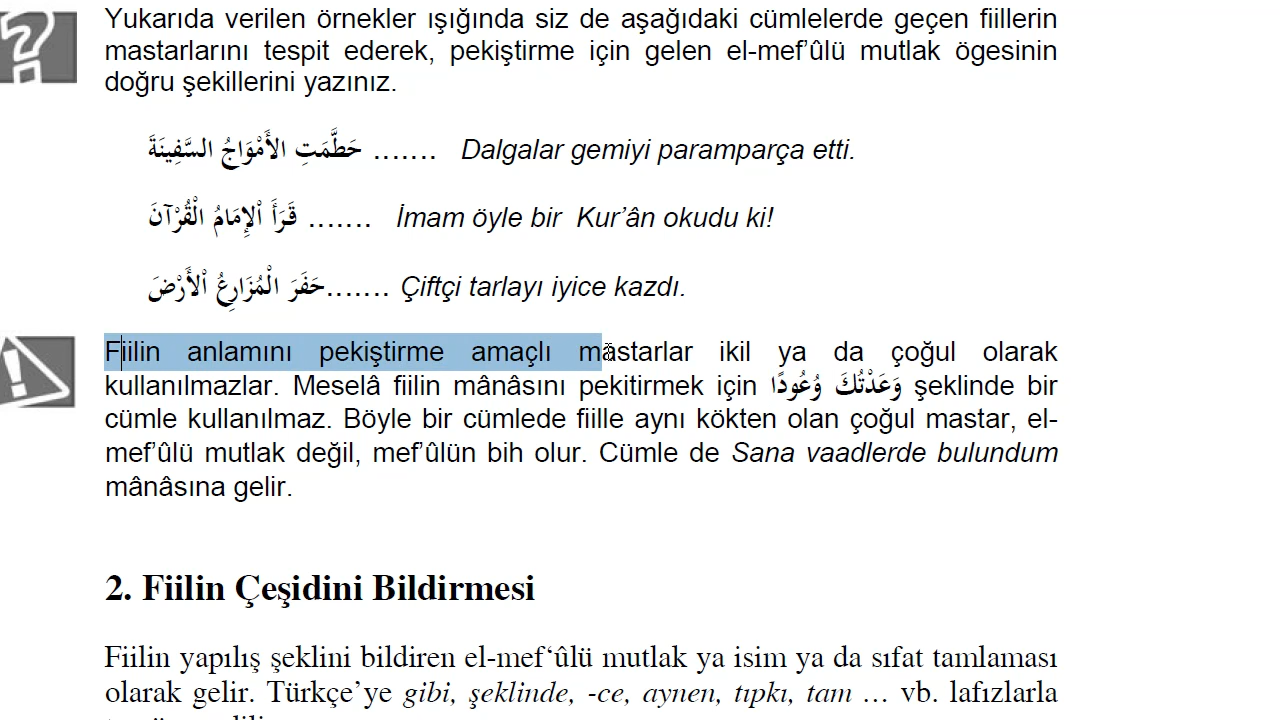 Yukarıda verilen örnekler ışığında siz de aşağıdaki cümlelerde geçen fiillerin
mastarlarını tespit ederek, pekiştirme için gelen el-mef’ûlü mutlak ögesinin
doğru şekillerini yazınız.
حَطَّمَتِ الأَمْوَاجُ السَّفِينَةَ ....... Dalgalar gemiyi paramparça etti.
قَرَأَ اْلإِمَامُ الْقُرْآنَ ....... İmam öyle bir Kur’ân okudu ki!
حَفَرَ الْمُزَارِعُ اْلأَرْضَ....... Çiftçi tarlayı iyice kazdı.
Fiilin anlamını pekiştirme amaçlı mastarlar ikil ya da çoğul olarak
kullanılmazlar. Meselâ fiilin mânâsını pekitirmek için وَعَدْتُكَ وُعُودًا şeklinde bir
cümle kullanılmaz. Böyle bir cümlede fiille aynı kökten olan çoğul mastar, el-
mef’ûlü mutlak değil, mef’ûlün bih olur. Cümle de Sana vaadlerde bulundum
mânâsına gelir.
2. Fiilin Çeşidini Bildirmesi
Fiilin yapılış şeklini bildiren el-mef‘ûlü mutlak ya isim ya da sıfat tamlaması
olarak gelir. Türkçe’ye gibi, şeklinde, -ce, aynen, tıpkı, tam … vb. lafızlarla